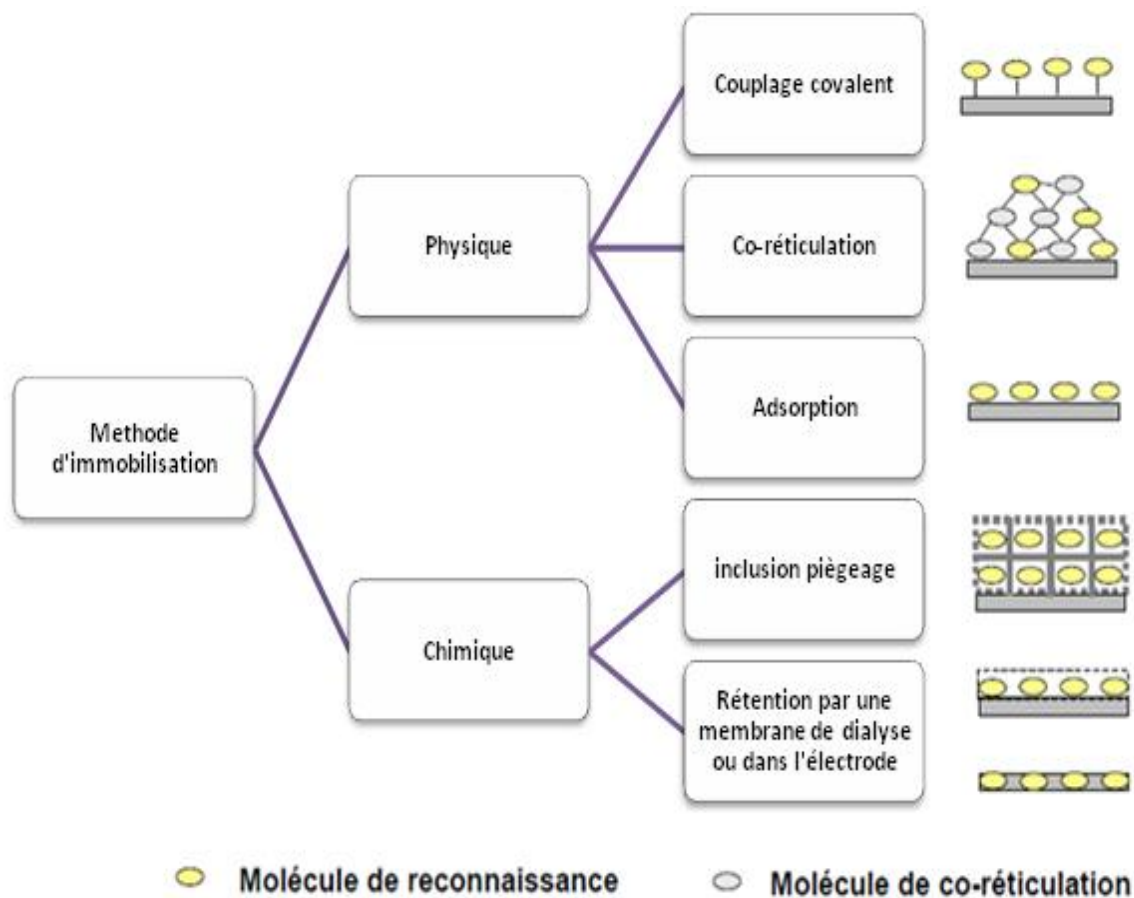 Couplage covalent
Physique
Co-réticulation
Adsorption
Methode
d'immobilisation
inclusion piègeage
Chimique
Rétention par une
membrane de dialyse
ou dans l'électrode
Molécule de reconnaissance
Molécule de co-réticulation